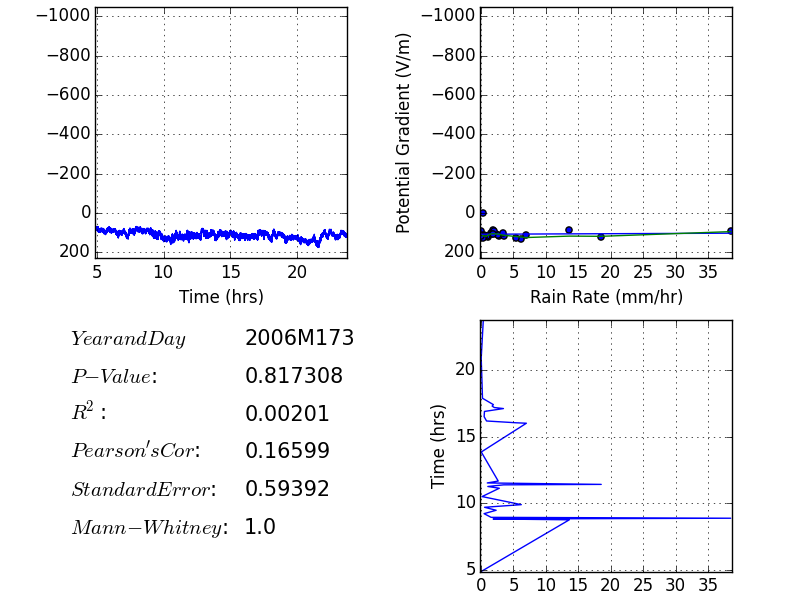 −1000
−800
−600
−400
−200
0
200
5 10 15 20
Time (hrs)
Potential Gradient (V/m)
−1000
−800
−600
−400
−200
0
200
0 5 10 15 20 25 30 35
Rain Rate (mm/hr)
YearandDay 2006M173
P−Value: 0.817308
R²: 0.00201
Pearson'sCor: 0.16599
StandardError: 0.59392
Mann−Whitney: 1.0
Time (hrs)
20
15
10
5
0 5 10 15 20 25 30 35